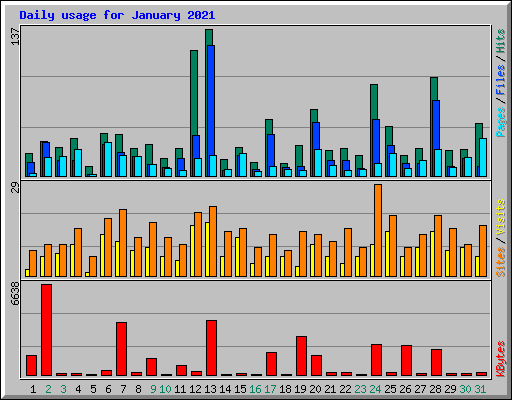 Daily usage for January 2021
137
Pages / Files / Hits
29
Sites / Visits
6638
KBytes
1 2 3 4 5 6 7 8 9 10 11 12 13 14 15 16 17 18 19 20 21 22 23 24 25 26 27 28 29 30 31